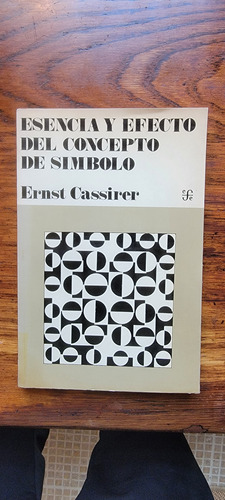 ESENCIA Y EFECTO
DEL CONCEPTO
DE SIMBOLO
Ernst Cassirer